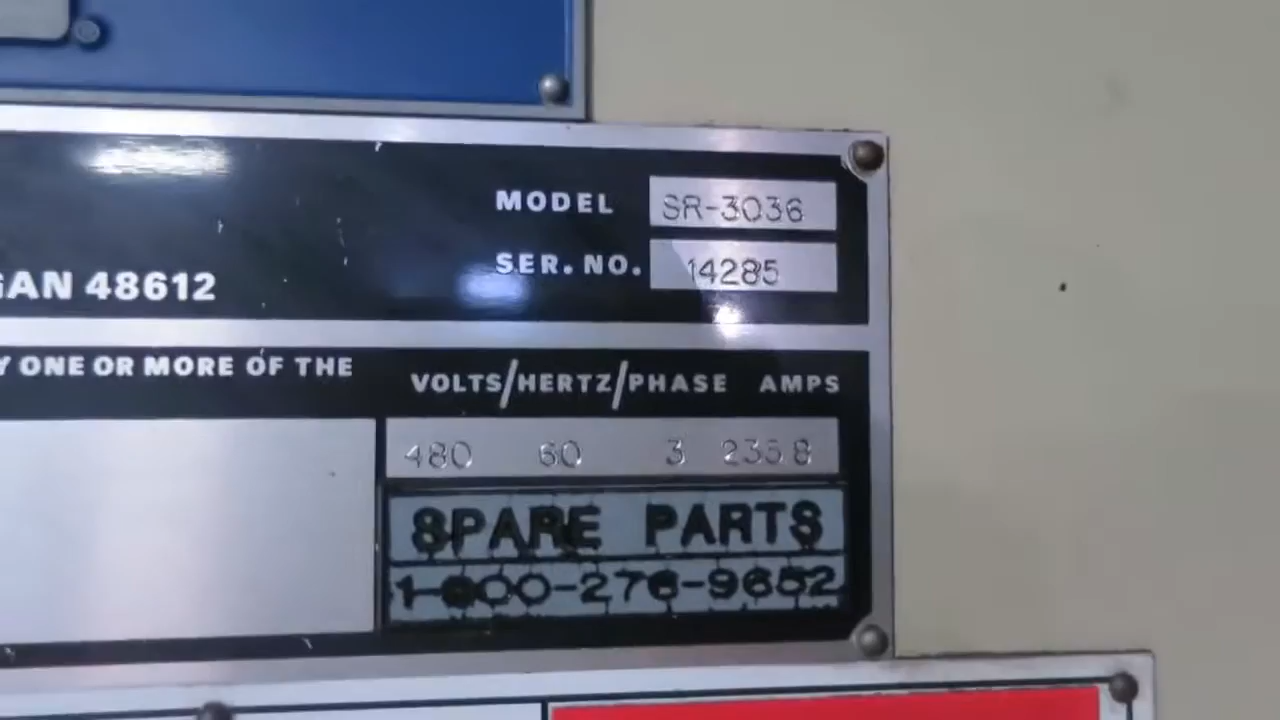 MODEL SR-3036
SER. NO. 14285
GAN 48612
Y ONE OR MORE OF THE
VOLTS/HERTZ/PHASE AMPS
480 60 3 235.8
SPARE PARTS
1-800-276-9652